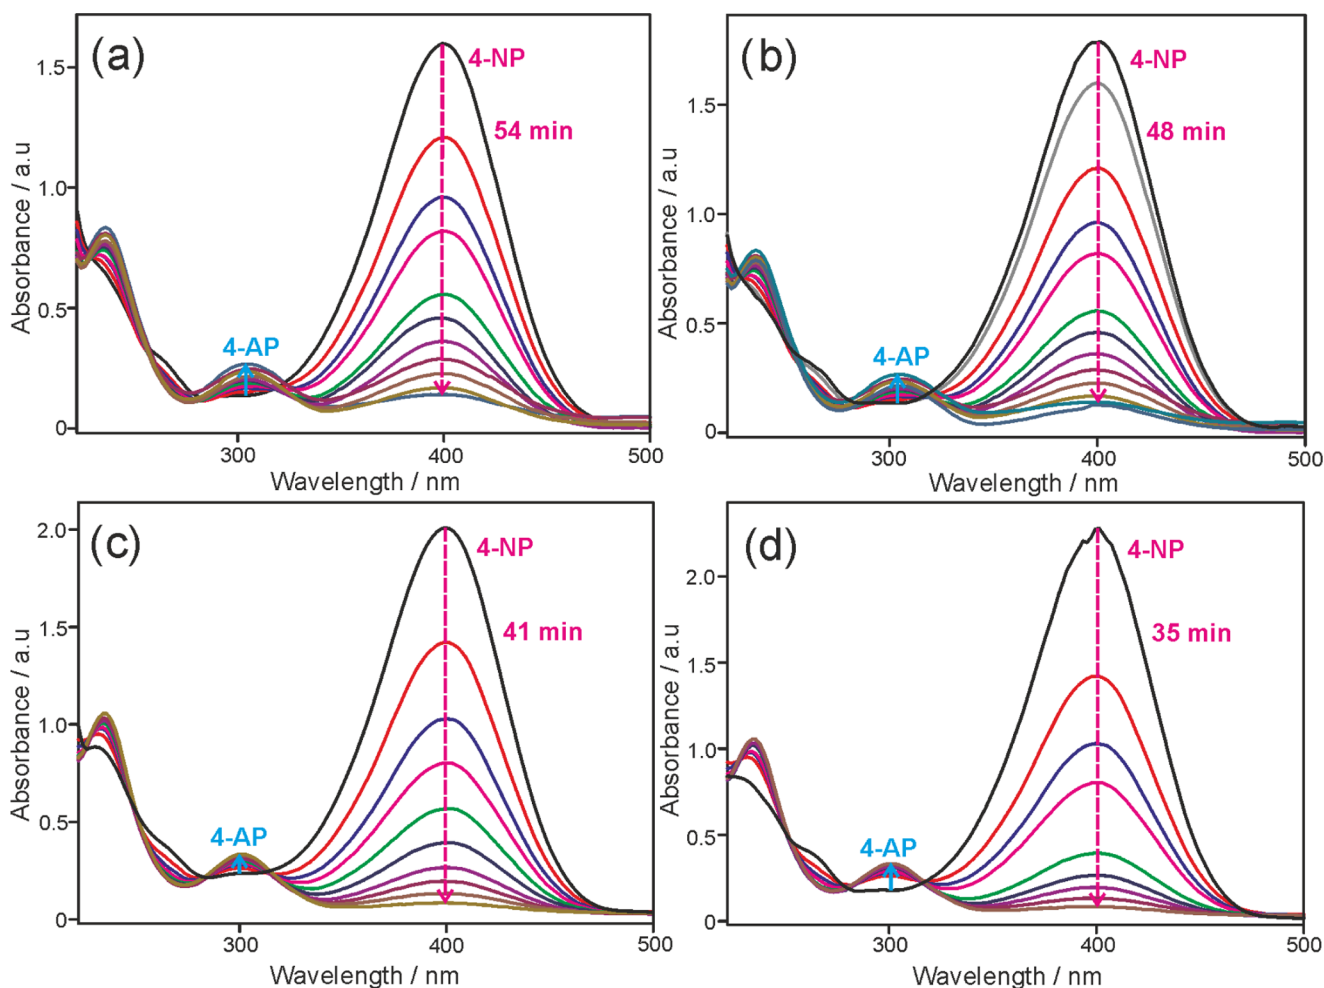 (a)
4-NP
54 min
4-AP
1.5
1.0
0.5
0
300
400
500
Absorbance / a.u
Wavelength / nm
(b)
4-NP
48 min
4-AP
1.5
1.0
0.5
0
300
400
500
Absorbance / a.u
Wavelength / nm
(c)
4-NP
41 min
4-AP
2.0
1.5
1.0
0.5
0
300
400
500
Absorbance / a.u
Wavelength / nm
(d)
4-NP
35 min
4-AP
2.0
1.5
1.0
0.5
0
300
400
500
Absorbance / a.u
Wavelength / nm